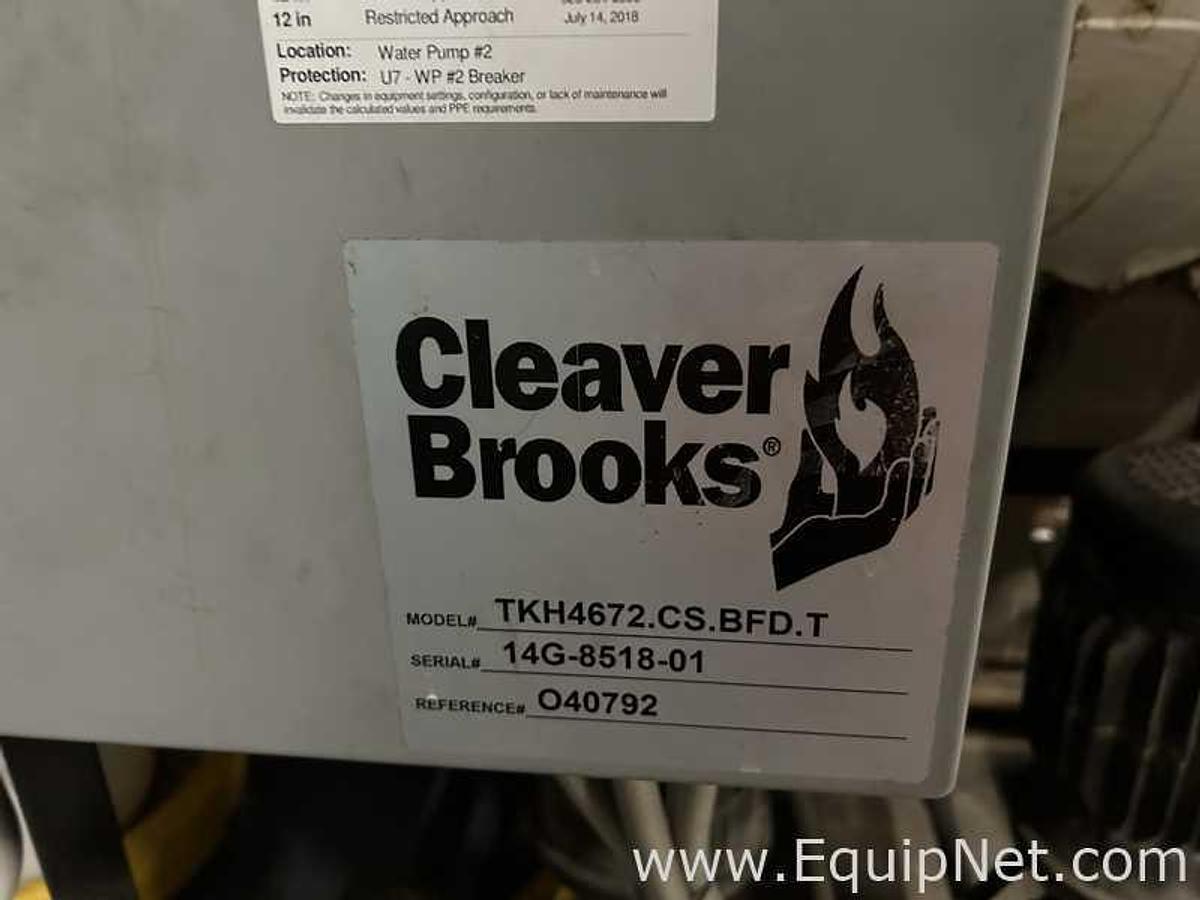 12 in Restricted Approach July 14, 2018
Location: Water Pump #2
Protection: U7 - WP #2 Breaker
NOTE: Changes in equipment settings, configuration, or lack of maintenance will
invalidate the calculated values and PPE requirements.
Cleaver
Brooks®
MODEL# TKH4672.CS.BFD.T
SERIAL# 14G-8518-01
REFERENCE# O40792
www.EquipNet.com